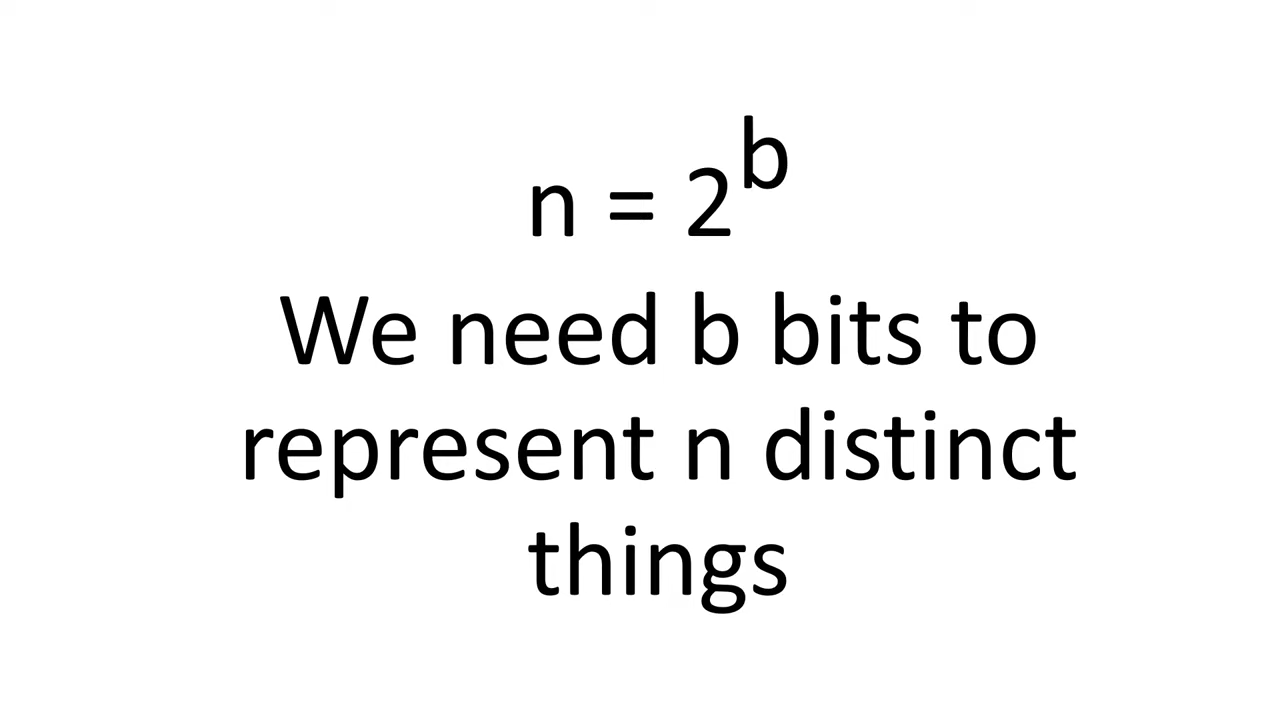 n = 2^b
We need b bits to
represent n distinct
things